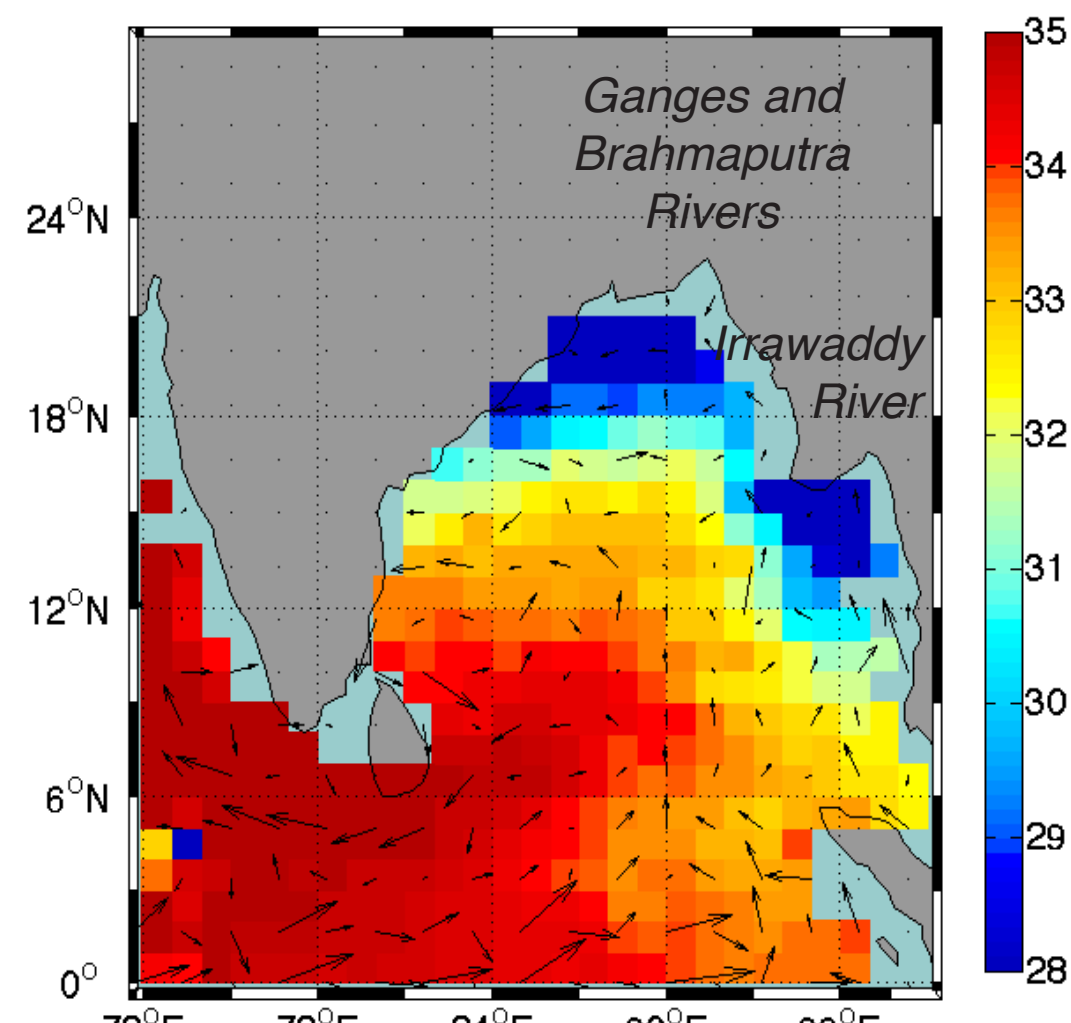 Ganges and
Brahmaputra
Rivers
Irrawaddy
River
24°N
18°N
12°N
6°N
0°
35
34
33
32
31
30
29
28